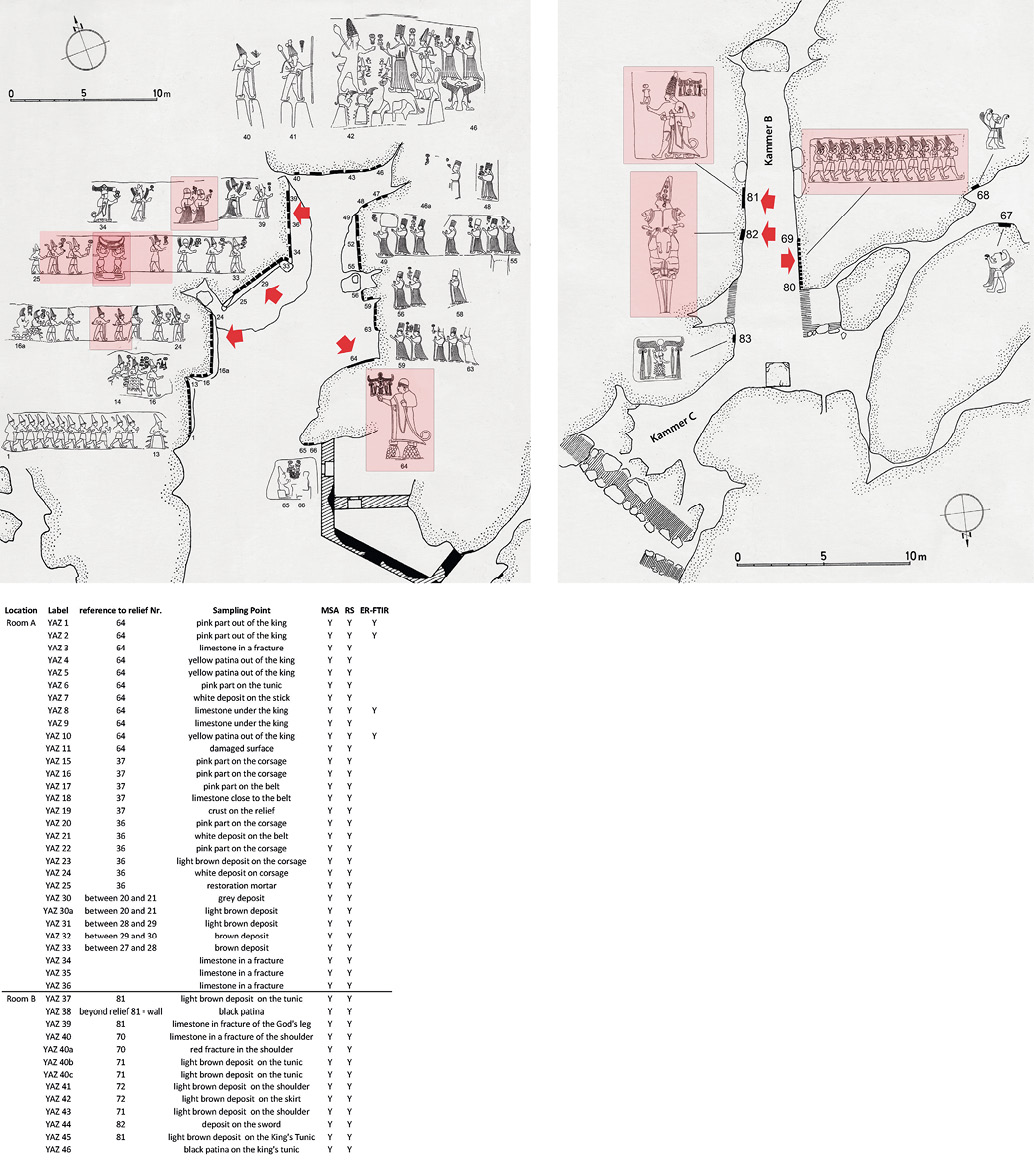 N
0 5 10 m
40 41 42 46
40 43 46
47
48
49
46a 48
39
36
34
33
29
25
24
34 36 39
25 33
52
55
49 55
56
59
63
64
56 58
16a 24
16a
16
13
14 16
59 63
1
1 13
64
65 66
65 66
N
Kammer B
81
82
69
80
83
68
67
Kammer C
0 5 10 m
Location Label reference to relief Nr. Sampling Point MSA RS ER-FTIR
Room A YAZ 1 64 pink part out of the king Y Y Y
YAZ 2 64 pink part out of the king Y Y Y
YAZ 3 64 limestone in a fracture Y Y
YAZ 4 64 yellow patina out of the king Y Y
YAZ 5 64 yellow patina out of the king Y Y
YAZ 6 64 pink part on the tunic Y Y
YAZ 7 64 white deposit on the stick Y Y
YAZ 8 64 limestone under the king Y Y Y
YAZ 9 64 limestone under the king Y Y
YAZ 10 64 yellow patina out of the king Y Y Y
YAZ 11 64 damaged surface Y Y
YAZ 15 37 pink part on the corsage Y Y
YAZ 16 37 pink part on the corsage Y Y
YAZ 17 37 pink part on the belt Y Y
YAZ 18 37 limestone close to the belt Y Y
YAZ 19 37 crust on the relief Y Y
YAZ 20 36 pink part on the corsage Y Y
YAZ 21 36 white deposit on the belt Y Y
YAZ 22 36 pink part on the corsage Y Y
YAZ 23 36 light brown deposit on the corsage Y Y
YAZ 24 36 white deposit on corsage Y Y
YAZ 25 36 restoration mortar Y Y
YAZ 30 between 20 and 21 grey deposit Y Y
YAZ 30a between 20 and 21 light brown deposit Y Y
YAZ 31 between 28 and 29 light brown deposit Y Y
YAZ 32 between 29 and 30 brown deposit Y Y
YAZ 33 between 27 and 28 brown deposit Y Y
YAZ 34 limestone in a fracture Y Y
YAZ 35 limestone in a fracture Y Y
YAZ 36 limestone in a fracture Y Y
Room B YAZ 37 81 light brown deposit on the tunic Y Y
YAZ 38 beyond relief 81 - wall black patina Y Y
YAZ 39 81 limestone in fracture of the God's leg Y Y
YAZ 40 70 limestone in a fracture of the shoulder Y Y
YAZ 40a 70 red fracture in the shoulder Y Y
YAZ 40b 71 light brown deposit on the tunic Y Y
YAZ 40c 71 light brown deposit on the tunic Y Y
YAZ 41 72 light brown deposit on the shoulder Y Y
YAZ 42 72 light brown deposit on the skirt Y Y
YAZ 43 71 light brown deposit on the shoulder Y Y
YAZ 44 82 deposit on the sword Y Y
YAZ 45 81 light brown deposit on the King's Tunic Y Y
YAZ 46 black patina on the king's tunic Y Y